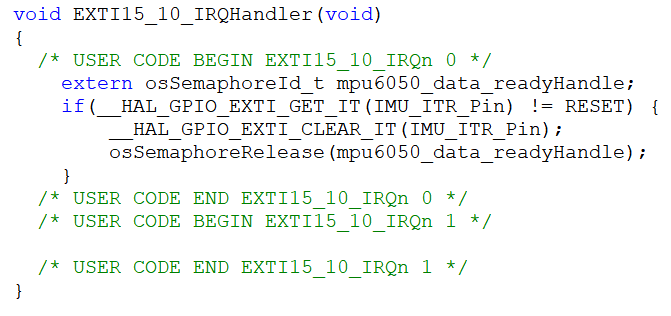 void EXTI15_10_IRQHandler(void)
{
  /* USER CODE BEGIN EXTI15_10_IRQn 0 */
    extern osSemaphoreId_t mpu6050_data_readyHandle;
    if(__HAL_GPIO_EXTI_GET_IT(IMU_ITR_Pin) != RESET) {
        __HAL_GPIO_EXTI_CLEAR_IT(IMU_ITR_Pin);
        osSemaphoreRelease(mpu6050_data_readyHandle);
    }
  /* USER CODE END EXTI15_10_IRQn 0 */
  /* USER CODE BEGIN EXTI15_10_IRQn 1 */

  /* USER CODE END EXTI15_10_IRQn 1 */
}